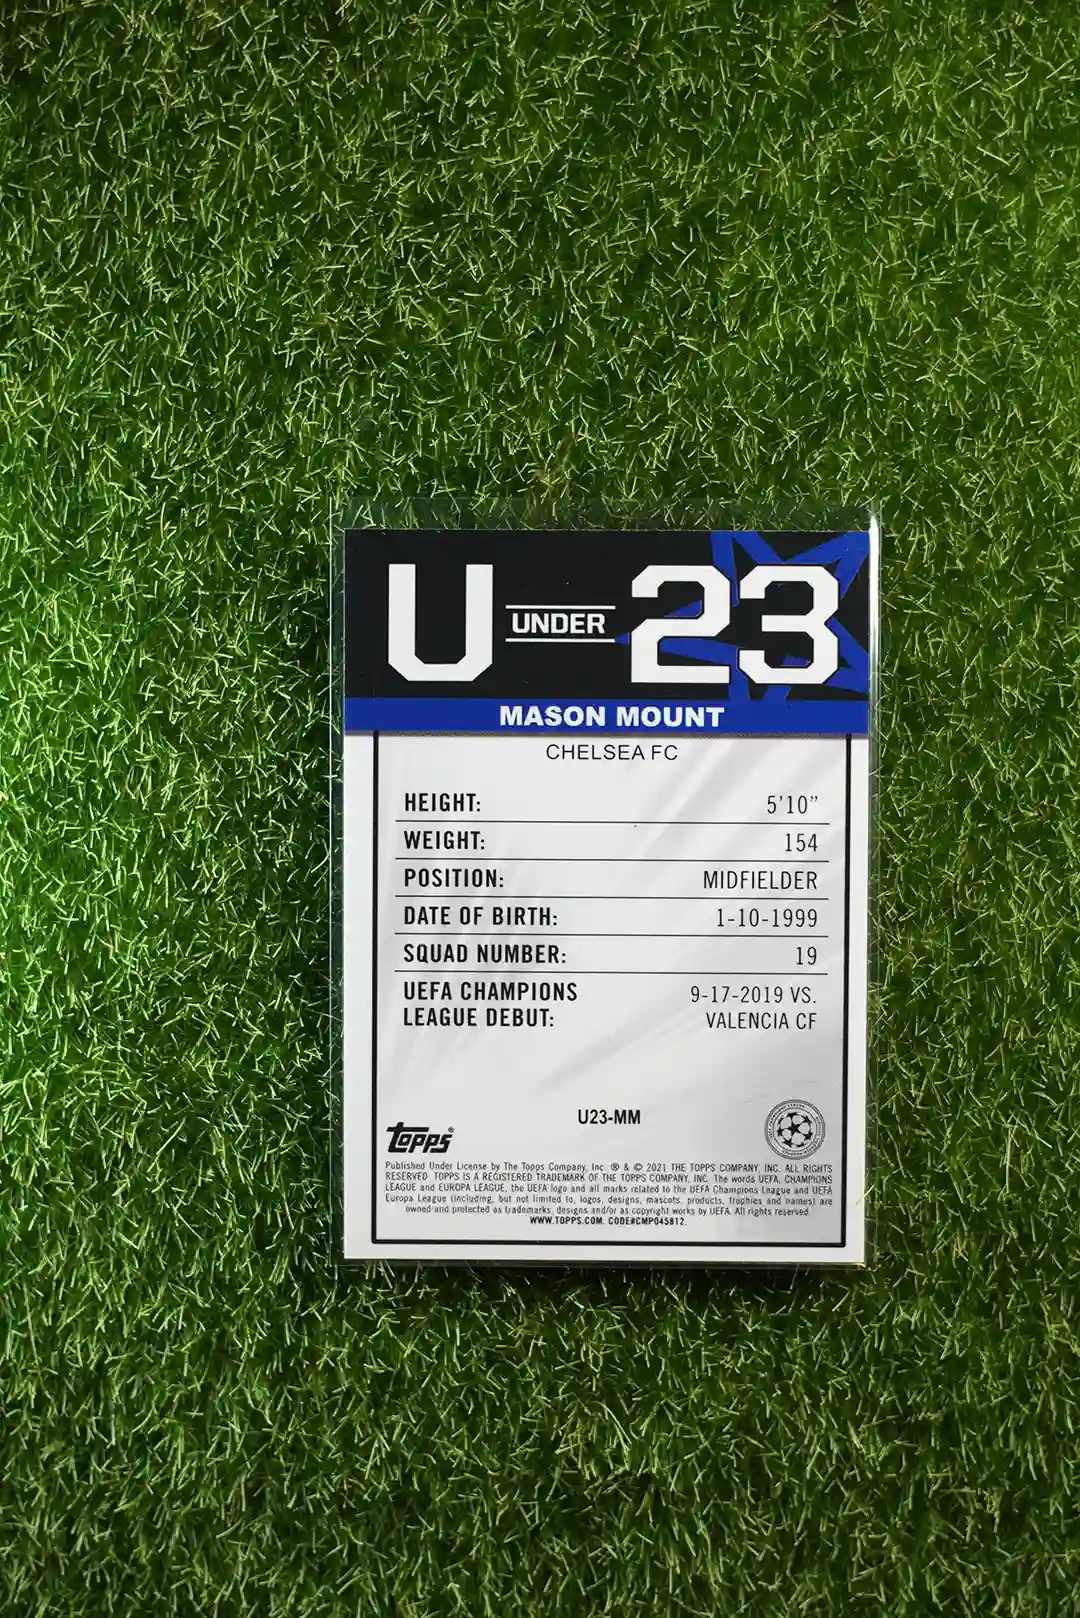 U UNDER 23
MASON MOUNT
CHELSEA FC
HEIGHT: 5'10"
WEIGHT: 154
POSITION: MIDFIELDER
DATE OF BIRTH: 1-10-1999
SQUAD NUMBER: 19
UEFA CHAMPIONS 9-17-2019 VS.
LEAGUE DEBUT: VALENCIA CF
U23-MM
topps®
Published Under License by The Topps Company, Inc. ® & © 2021 THE TOPPS COMPANY, INC. ALL RIGHTS
RESERVED TOPPS IS A REGISTERED TRADEMARK OF THE TOPPS COMPANY, INC. The words UEFA, CHAMPIONS
LEAGUE and EUROPA LEAGUE, the UEFA logo and all marks related to the UEFA Champions League and UEFA
Europa League (including, but not limited to, logos, designs, mascots, products, trophies and names) are
owned and protected as trademarks, designs and/or as copyright works by UEFA. All rights reserved
WWW.TOPPS.COM. CODE#CMP045812.